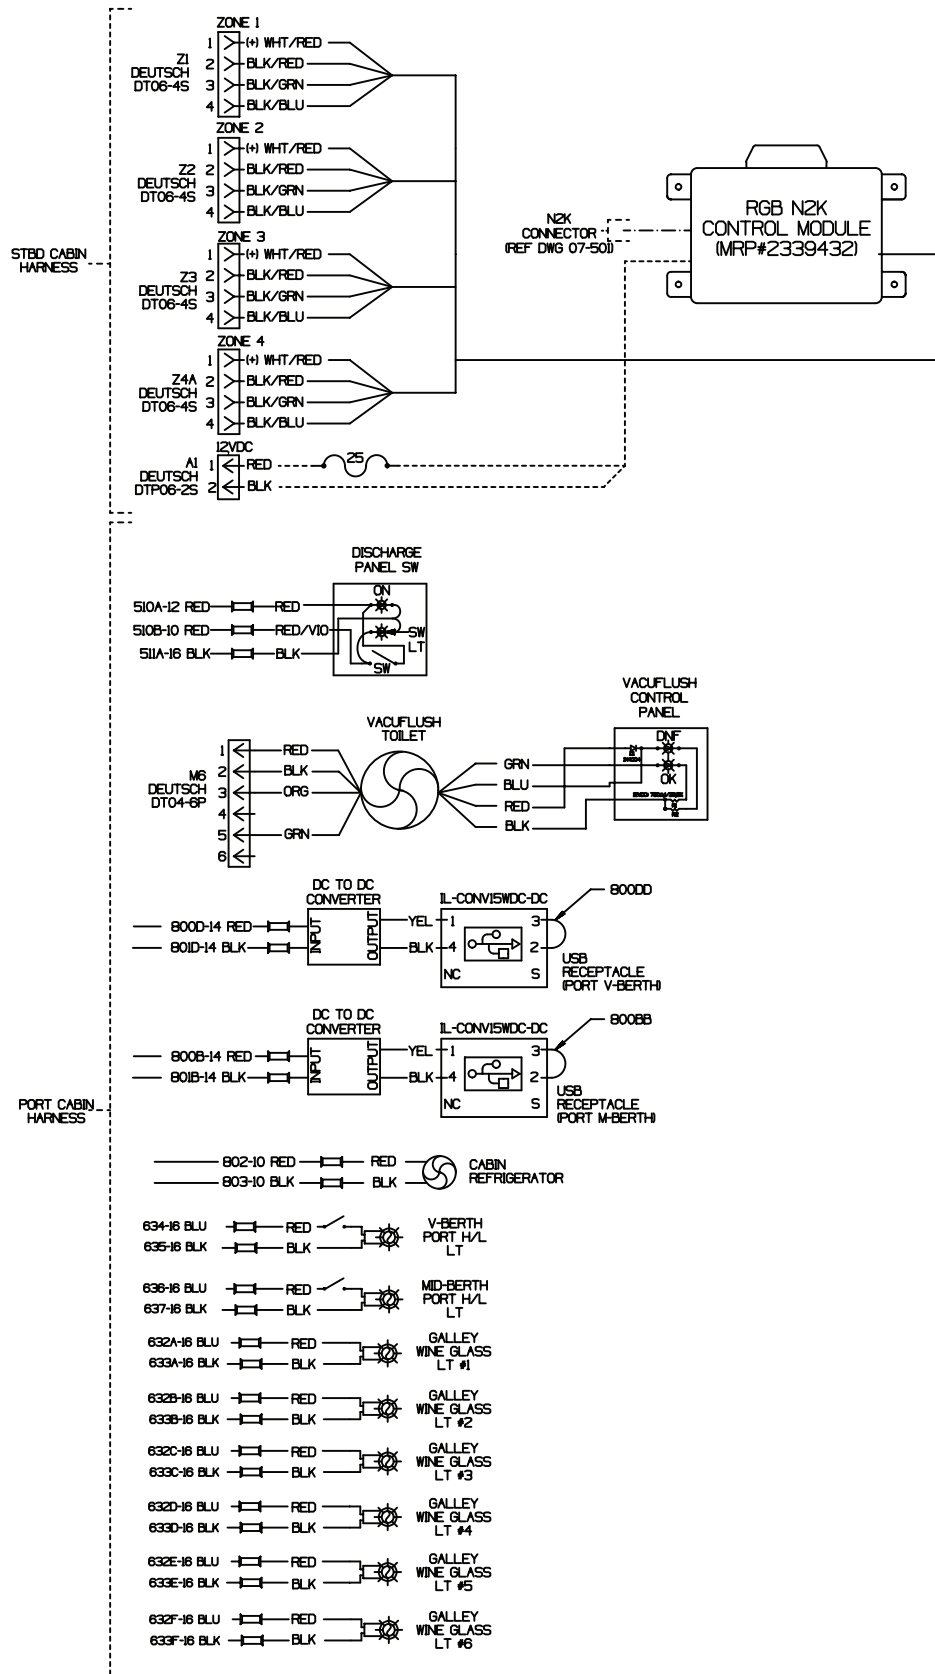 ZONE 1
Z1
DEUTSCH
DT06-4S
1 (+) WHT/RED
2 BLK/RED
3 BLK/GRN
4 BLK/BLU
ZONE 2
Z2
DEUTSCH
DT06-4S
1 (+) WHT/RED
2 BLK/RED
3 BLK/GRN
4 BLK/BLU
ZONE 3
Z3
DEUTSCH
DT06-4S
1 (+) WHT/RED
2 BLK/RED
3 BLK/GRN
4 BLK/BLU
ZONE 4
Z4A
DEUTSCH
DT06-4S
1 (+) WHT/RED
2 BLK/RED
3 BLK/GRN
4 BLK/BLU
12VDC
A1
DEUTSCH
DTP06-2S
1 RED 25
2 BLK
STBD CABIN
HARNESS
N2K
CONNECTOR
(REF DWG 07-50)
RGB N2K
CONTROL MODULE
(MRP#2339432)
DISCHARGE
PANEL SW
ON
SW
LT
SW
510A-12 RED RED
510B-10 RED RED/VIO
511A-16 BLK BLK
M6
DEUTSCH
DT04-6P
1 RED
2 BLK
3 ORG
4
5 GRN
6
VACUFLUSH
TOILET
GRN
BLU
RED
BLK
VACUFLUSH
CONTROL
PANEL
DNF
OK
DC TO DC
CONVERTER
INPUT
OUTPUT
800D-14 RED
801D-14 BLK
YEL
BLK
IL-CONV15WDC-DC
1 3
4 2
NC S
800DD
USB
RECEPTACLE
(PORT V-BERTH)
DC TO DC
CONVERTER
INPUT
OUTPUT
800B-14 RED
801B-14 BLK
YEL
BLK
IL-CONV15WDC-DC
1 3
4 2
NC S
800BB
USB
RECEPTACLE
(PORT M-BERTH)
PORT CABIN
HARNESS
802-10 RED RED
803-10 BLK BLK
CABIN
REFRIGERATOR
634-16 BLU RED
635-16 BLK BLK
V-BERTH
PORT H/L
LT
636-16 BLU RED
637-16 BLK BLK
MID-BERTH
PORT H/L
LT
632A-16 BLU RED
633A-16 BLK BLK
GALLEY
WINE GLASS
LT #1
632B-16 BLU RED
633B-16 BLK BLK
GALLEY
WINE GLASS
LT #2
632C-16 BLU RED
633C-16 BLK BLK
GALLEY
WINE GLASS
LT #3
632D-16 BLU RED
633D-16 BLK BLK
GALLEY
WINE GLASS
LT #4
632E-16 BLU RED
633E-16 BLK BLK
GALLEY
WINE GLASS
LT #5
632F-16 BLU RED
633F-16 BLK BLK
GALLEY
WINE GLASS
LT #6